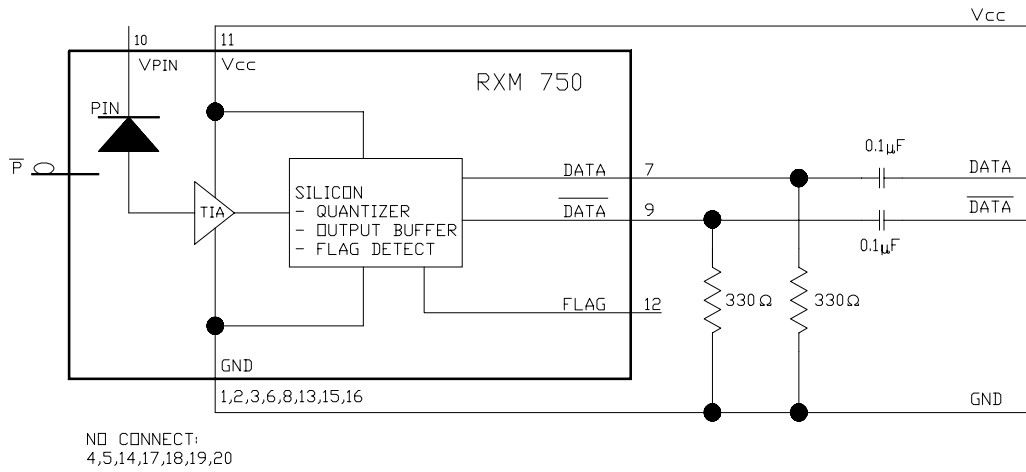 Vcc
10
11
VPIN
Vcc
RXM 750
PIN
P
0.1µF
DATA
7
DATA
SILICON
- QUANTIZER
- OUTPUT BUFFER
- FLAG DETECT
TIA
DATA
9
DATA
0.1µF
330Ω
330Ω
FLAG
12
GND
1,2,3,6,8,13,15,16
GND
NO CONNECT:
4,5,14,17,18,19,20